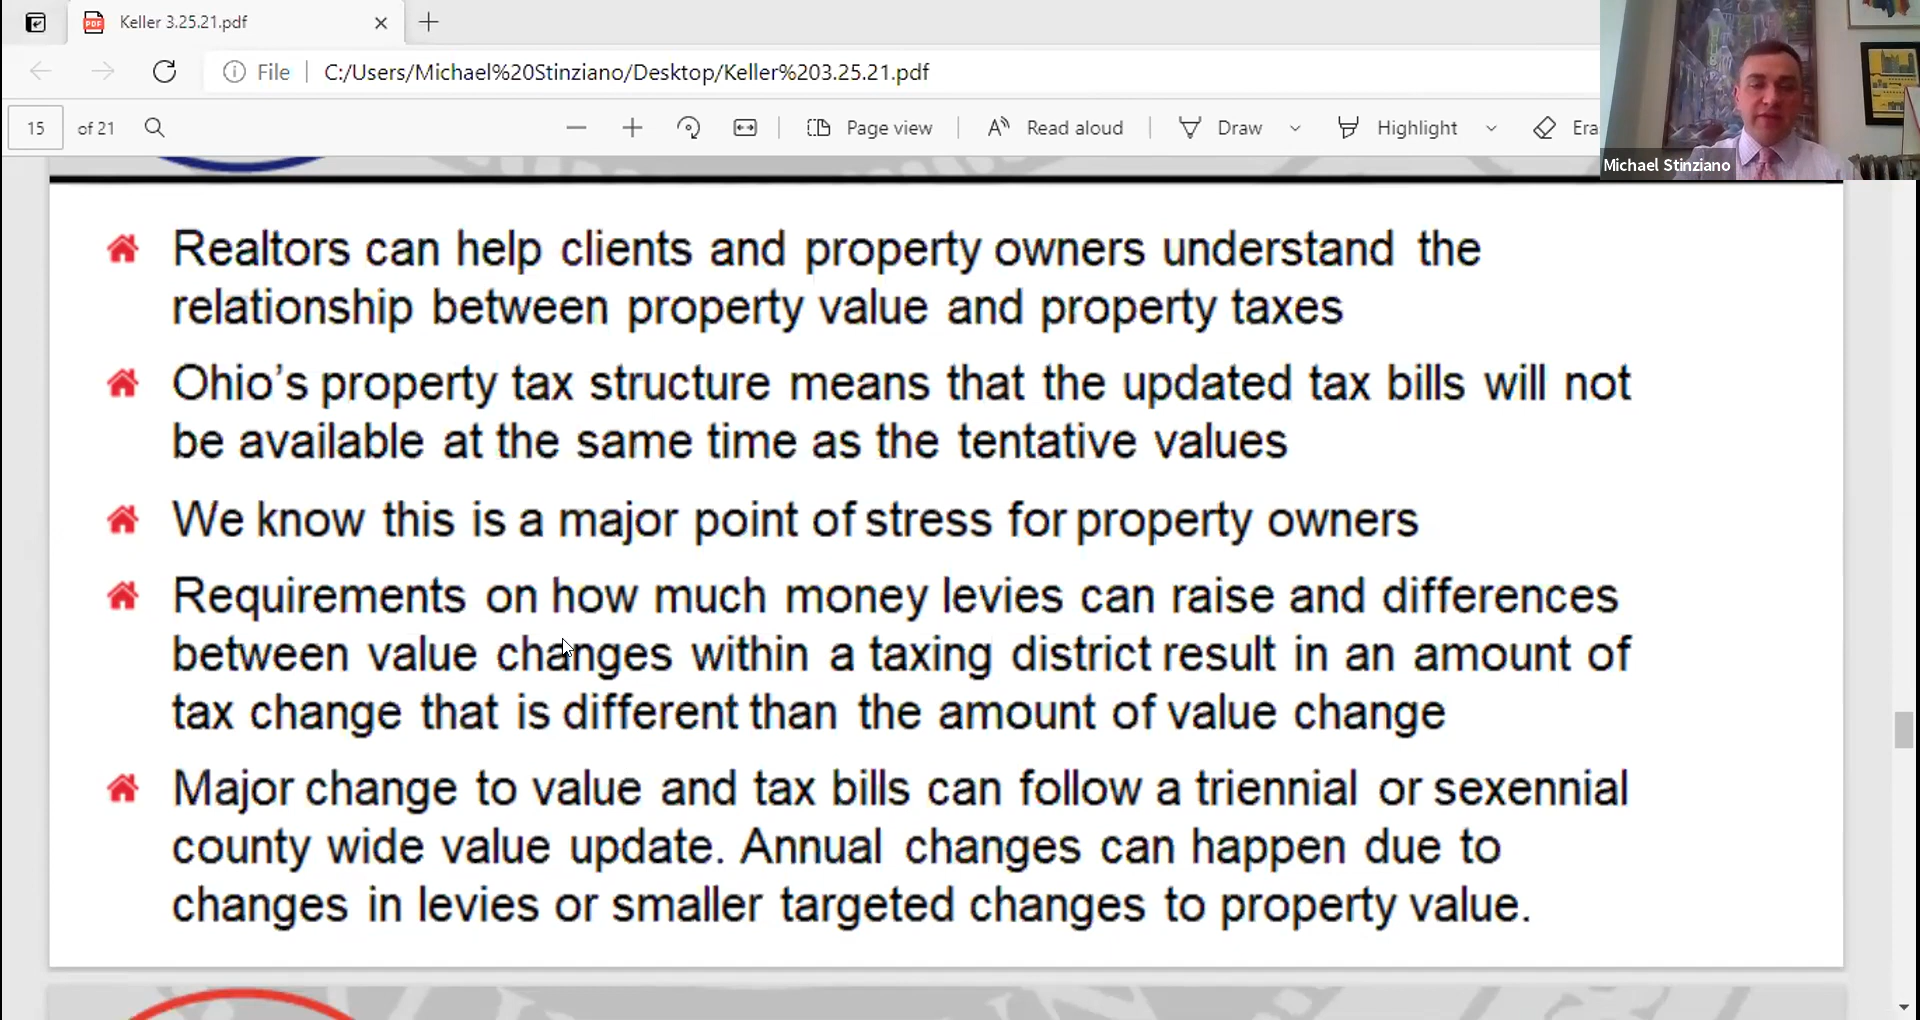 Keller 3.25.21.pdf
File C:/Users/Michael%20Stinziano/Desktop/Keller%203.25.21.pdf
15 of 21 Page view Read aloud Draw Highlight Era
Michael Stinziano
Realtors can help clients and property owners understand the
relationship between property value and property taxes
Ohio’s property tax structure means that the updated tax bills will not
be available at the same time as the tentative values
We know this is a major point of stress for property owners
Requirements on how much money levies can raise and differences
between value changes within a taxing district result in an amount of
tax change that is different than the amount of value change
Major change to value and tax bills can follow a triennial or sexennial
county wide value update. Annual changes can happen due to
changes in levies or smaller targeted changes to property value.